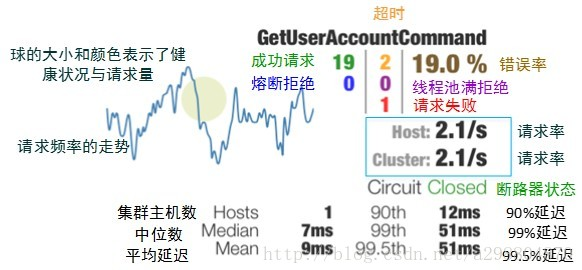 超时
GetUserAccountCommand
球的大小和颜色表示了健
康状况与请求量
成功请求 19 2 19.0 % 错误率
熔断拒绝 0 0 线程池满拒绝
1 请求失败
请求频率的走势
Host: 2.1/s 请求率
Cluster: 2.1/s 请求率
Circuit Closed 断路器状态
集群主机数 Hosts 1 90th 12ms 90%延迟
中位数 Median 7ms 99th 51ms 99%延迟
平均延迟 Mean 9ms 99.5th 51ms 99.5%延迟